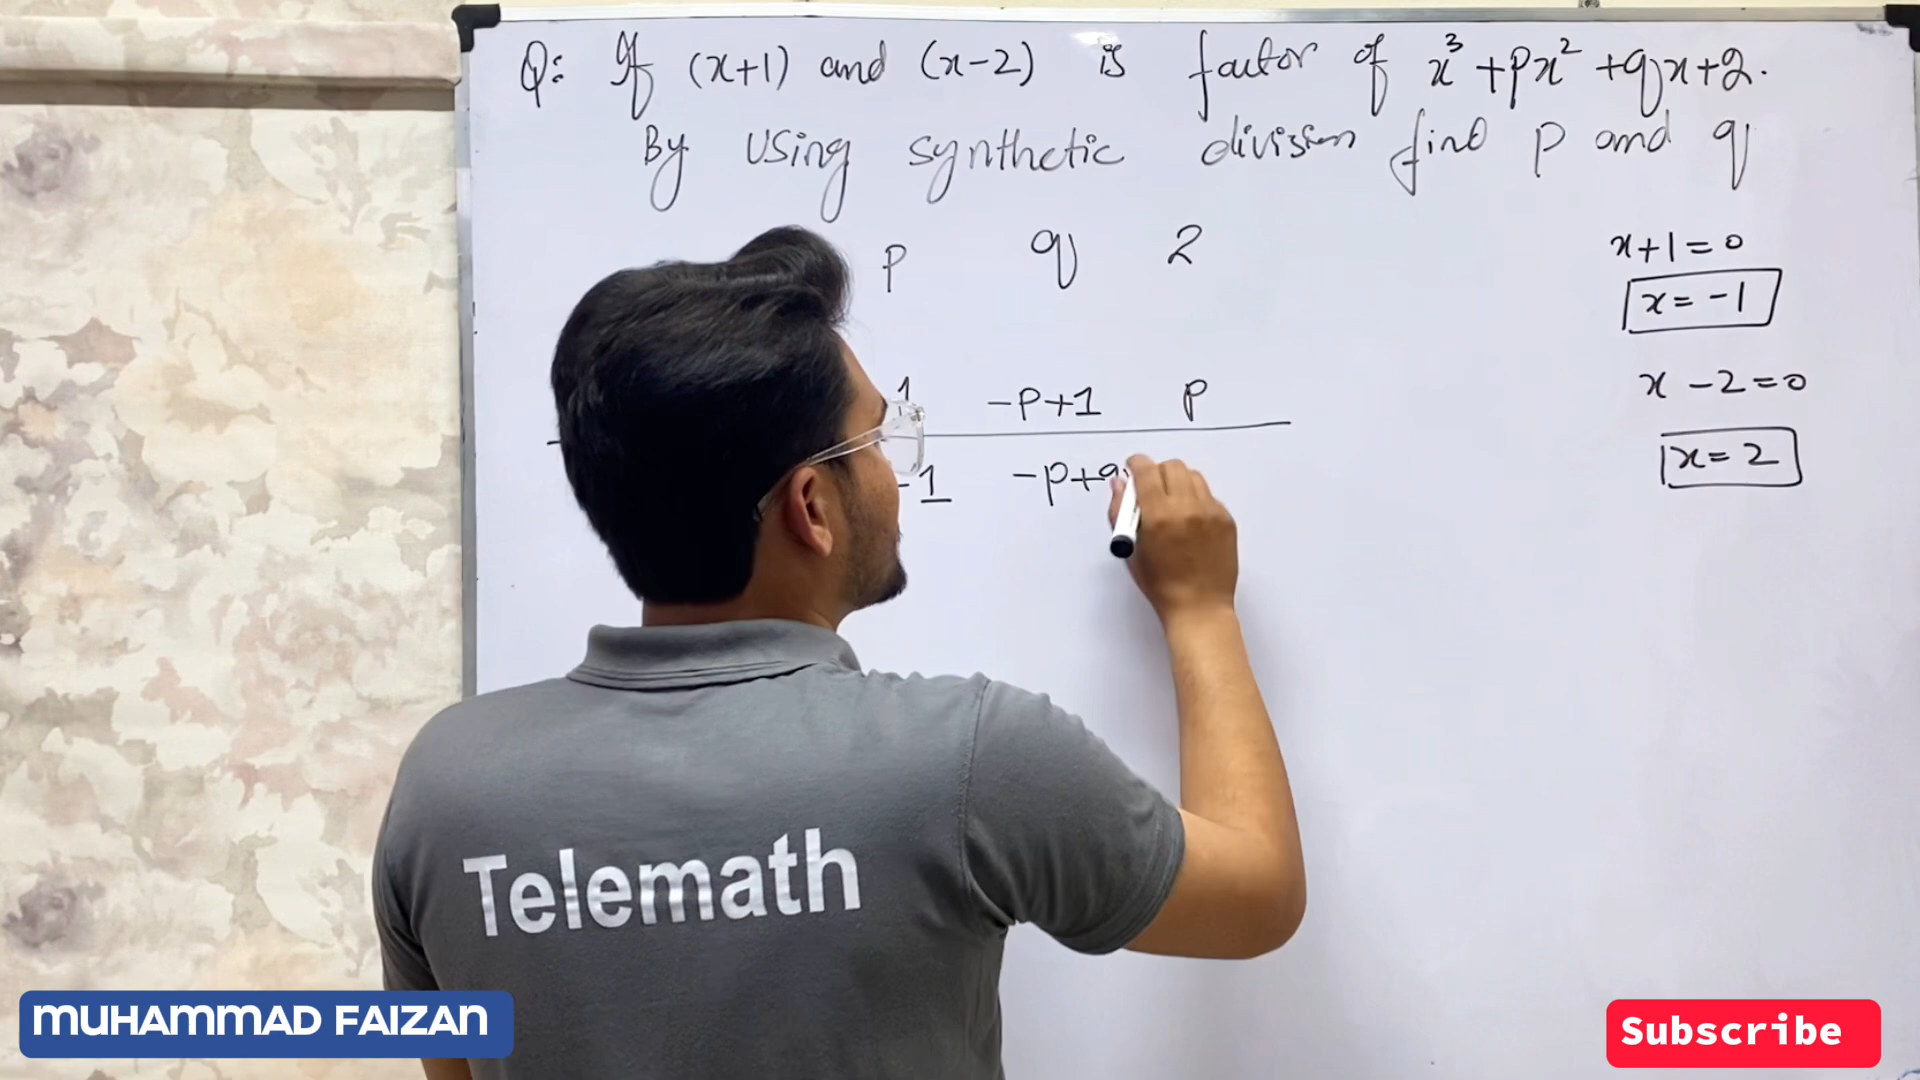 Q: If (x+1) and (x-2) is factor of x³+px²+qx+2.
By using synthetic division find p and q
p q 2
x+1=0
x=-1
1 -p+1 p
x-2=0
-1 -p+q
x=2
Telemath
MUHAMMAD FAIZAN
Subscribe